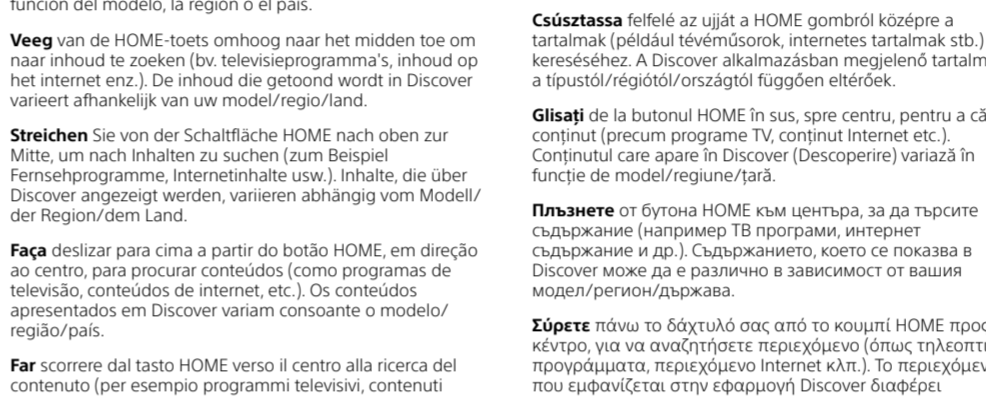 función del modelo, la región o el país.
Veeg van de HOME-toets omhoog naar het midden toe om
naar inhoud te zoeken (bv. televisieprogramma's, inhoud op
het internet enz.). De inhoud die getoond wordt in Discover
varieert afhankelijk van uw model/regio/land.
Streichen Sie von der Schaltfläche HOME nach oben zur
Mitte, um nach Inhalten zu suchen (zum Beispiel
Fernsehprogramme, Internetinhalte usw.). Inhalte, die über
Discover angezeigt werden, variieren abhängig vom Modell/
der Region/dem Land.
Faça deslizar para cima a partir do botão HOME, em direção
ao centro, para procurar conteúdos (como programas de
televisão, conteúdos de internet, etc.). Os conteúdos
apresentados em Discover variam consoante o modelo/
região/país.
Far scorrere dal tasto HOME verso il centro alla ricerca del
contenuto (per esempio programmi televisivi, contenuti
Csúsztassa felfelé az ujját a HOME gombról középre a
tartalmak (például tévéműsorok, internetes tartalmak stb.)
kereséséhez. A Discover alkalmazásban megjelenő tartalm
a típustól/régiótól/országtól függően eltérőek.
Glisați de la butonul HOME în sus, spre centru, pentru a că
conținut (precum programe TV, conținut Internet etc.).
Conținutul care apare în Discover (Descoperire) variază în
funcție de model/regiune/țară.
Плъзнете от бутона HOME към центъра, за да търсите
съдържание (например ТВ програми, интернет
съдържание и др.). Съдържанието, което се показва в
Discover може да е различно в зависимост от вашия
модел/регион/държава.
Σύρετε πάνω το δάχτυλό σας από το κουμπί HOME προς
κέντρο, για να αναζητήσετε περιεχόμενο (όπως τηλεοπτι
προγράμματα, περιεχόμενο Internet κλπ.). Το περιεχόμεν
που εμφανίζεται στην εφαρμογή Discover διαφέρει